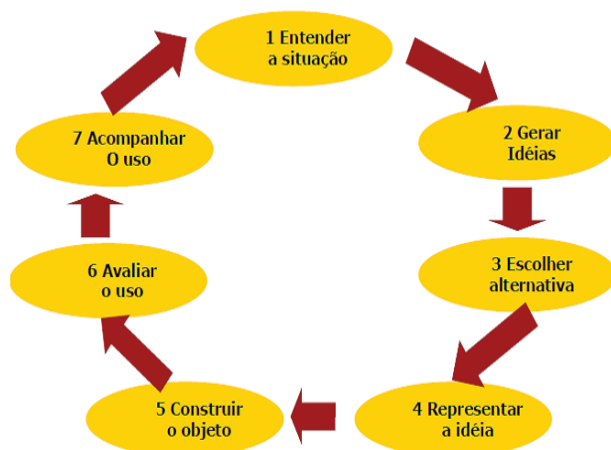 1 Entender
a situação
2 Gerar
Idéias
3 Escolher
alternativa
4 Representar
a idéia
5 Construir
o objeto
6 Avaliar
o uso
7 Acompanhar
O uso